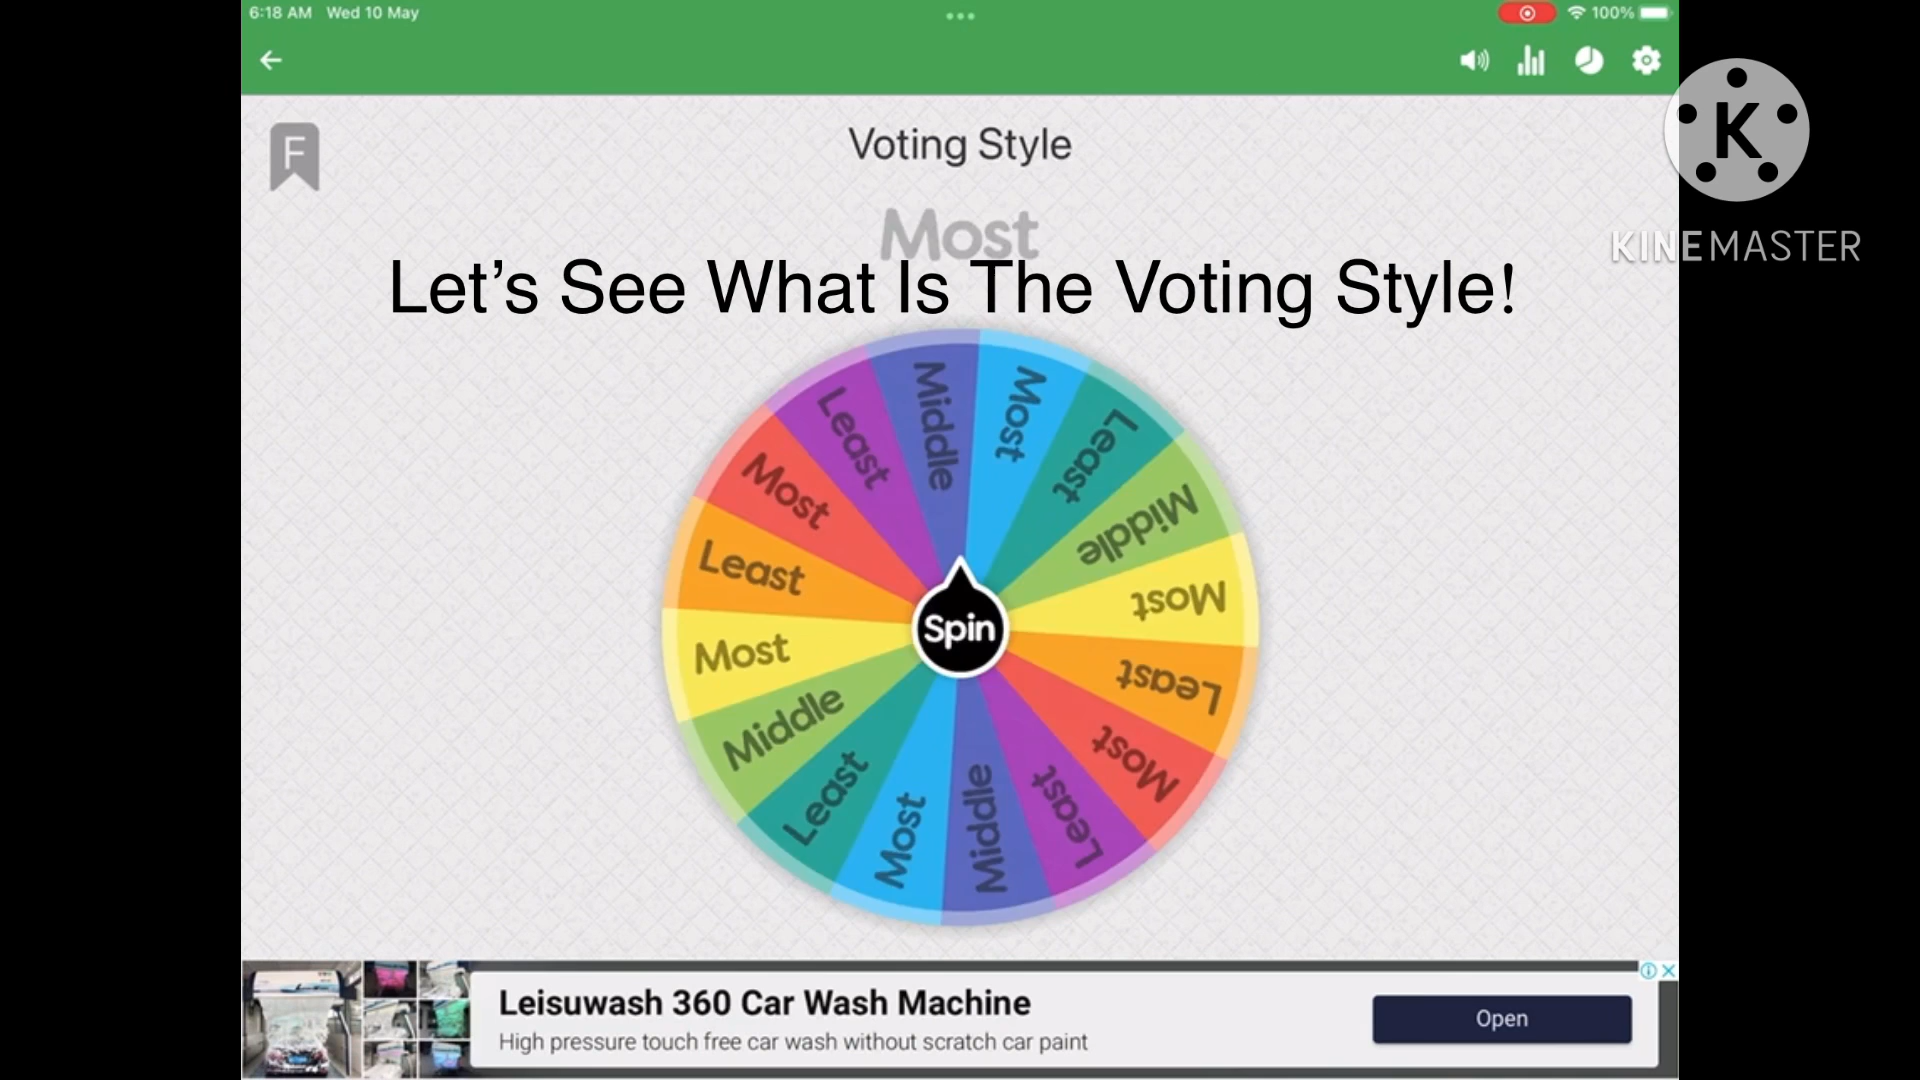 6:18 AM Wed 10 May
100%
F
Voting Style
Most
K
KINEMASTER
Let’s See What Is The Voting Style!
Middle
Most
Least
Middle
Most
Least
Most
Least
Middle
Most
Least
Middle
Most
Least
Most
Least
Spin
Leisuwash 360 Car Wash Machine
High pressure touch free car wash without scratch car paint
Open